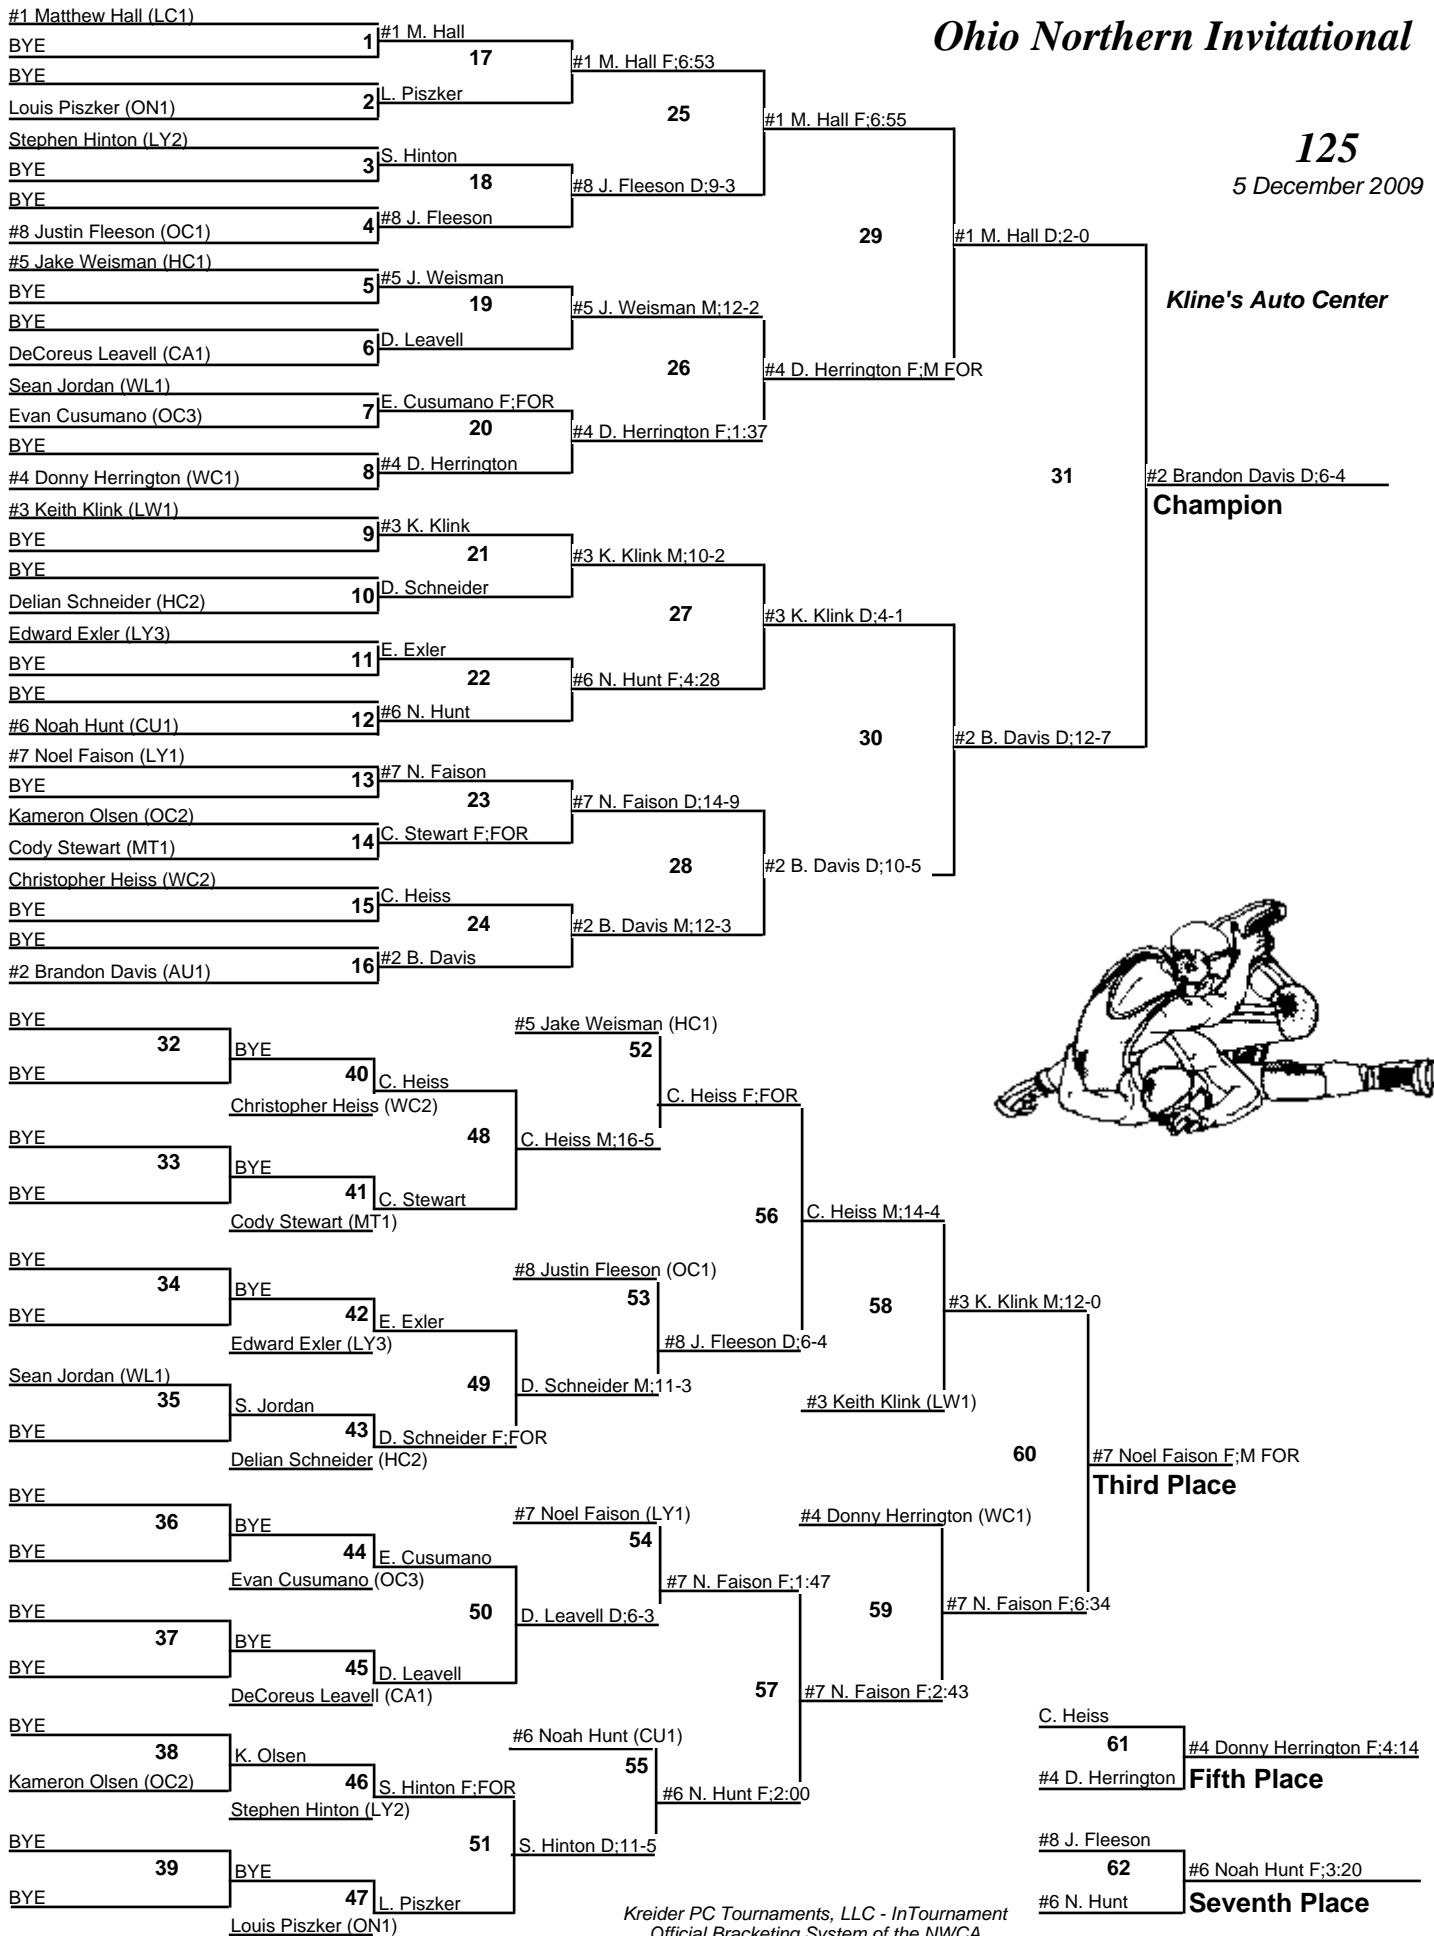 Ohio Northern Invitational
125
5 December 2009
Kline's Auto Center
#1 Matthew Hall (LC1)
BYE
1
BYE
Louis Piszker (ON1)
2
Stephen Hinton (LY2)
BYE
3
BYE
#8 Justin Fleeson (OC1)
4
#5 Jake Weisman (HC1)
BYE
5
BYE
DeCoreus Leavell (CA1)
6
Sean Jordan (WL1)
Evan Cusumano (OC3)
7
BYE
#4 Donny Herrington (WC1)
8
#3 Keith Klink (LW1)
BYE
9
BYE
Delian Schneider (HC2)
10
Edward Exler (LY3)
BYE
11
BYE
#6 Noah Hunt (CU1)
12
#7 Noel Faison (LY1)
BYE
13
Kameron Olsen (OC2)
Cody Stewart (MT1)
14
Christopher Heiss (WC2)
BYE
15
BYE
#2 Brandon Davis (AU1)
16
#1 M. Hall
17
L. Piszker
S. Hinton
18
#8 J. Fleeson
#5 J. Weisman
19
D. Leavell
E. Cusumano F;FOR
20
#4 D. Herrington
#3 K. Klink
21
D. Schneider
E. Exler
22
#6 N. Hunt
#7 N. Faison
23
C. Stewart F;FOR
C. Heiss
24
#2 B. Davis
#1 M. Hall F;6:53
25
#8 J. Fleeson D;9-3
#5 J. Weisman M;12-2
26
#4 D. Herrington F;1:37
#3 K. Klink M;10-2
27
#6 N. Hunt F;4:28
#7 N. Faison D;14-9
28
#2 B. Davis M;12-3
#1 M. Hall F;6:55
29
#4 D. Herrington F;M FOR
#3 K. Klink D;4-1
30
#2 B. Davis D;10-5
#1 M. Hall D;2-0
31
#2 B. Davis D;12-7
#2 Brandon Davis D;6-4
Champion
BYE
32
BYE
BYE
33
BYE
BYE
34
BYE
Sean Jordan (WL1)
35
BYE
BYE
36
BYE
BYE
37
BYE
BYE
38
Kameron Olsen (OC2)
BYE
39
BYE
BYE
40
Christopher Heiss (WC2)
BYE
41
Cody Stewart (MT1)
BYE
42
Edward Exler (LY3)
S. Jordan
43
Delian Schneider (HC2)
BYE
44
Evan Cusumano (OC3)
BYE
45
DeCoreus Leavell (CA1)
K. Olsen
46
Stephen Hinton (LY2)
BYE
47
Louis Piszker (ON1)
C. Heiss
48
C. Stewart
E. Exler
49
D. Schneider F;FOR
E. Cusumano
50
D. Leavell
S. Hinton F;FOR
51
L. Piszker
#5 Jake Weisman (HC1)
52
C. Heiss M;16-5
#8 Justin Fleeson (OC1)
53
D. Schneider M;11-3
#7 Noel Faison (LY1)
54
D. Leavell D;6-3
#6 Noah Hunt (CU1)
55
S. Hinton D;11-5
C. Heiss F;FOR
56
#8 J. Fleeson D;6-4
#7 N. Faison F;1:47
57
#6 N. Hunt F;2:00
C. Heiss M;14-4
58
#3 Keith Klink (LW1)
#4 Donny Herrington (WC1)
59
#7 N. Faison F;2:43
#3 K. Klink M;12-0
60
#7 N. Faison F;6:34
#7 Noel Faison F;M FOR
Third Place
C. Heiss
61
#4 D. Herrington
#4 Donny Herrington F;4:14
Fifth Place
#8 J. Fleeson
62
#6 N. Hunt
#6 Noah Hunt F;3:20
Seventh Place
Kreider PC Tournaments, LLC - InTournament
Official Bracketing System of the NWCA